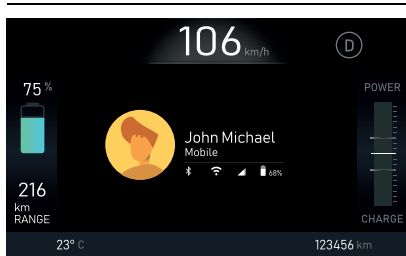 106 km/h
D
75 %
POWER
John Michael
Mobile
68%
216
km
RANGE
CHARGE
23° C
123456 km